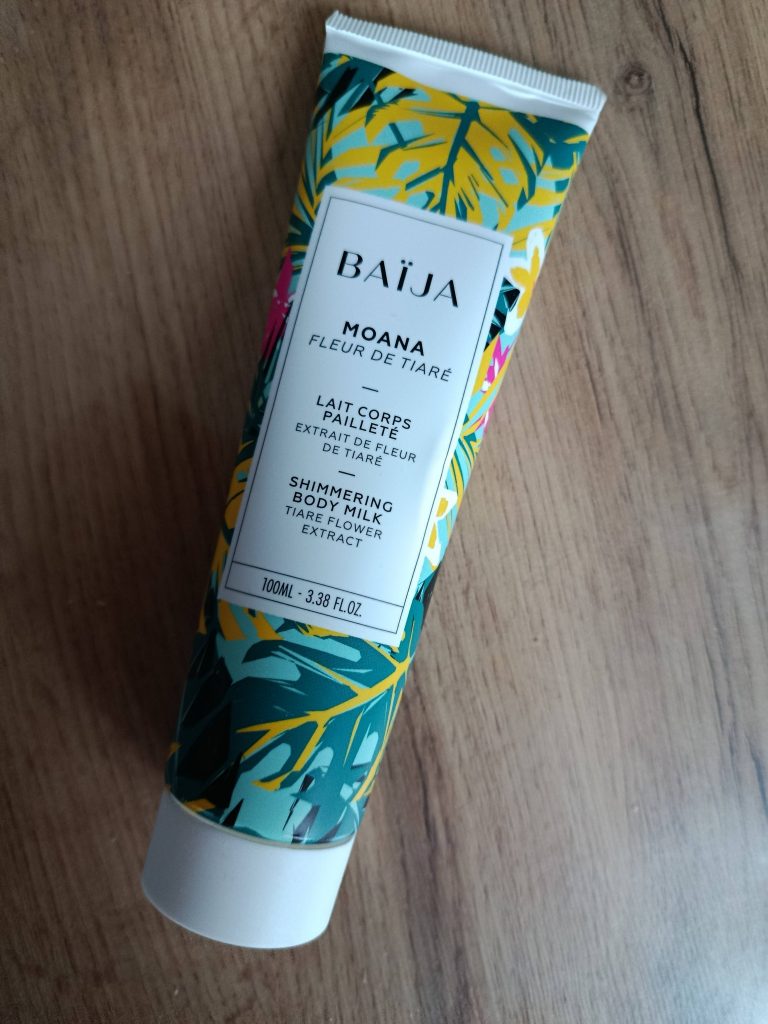 BAÏJA
MOANA
FLEUR DE TIARÉ
LAIT CORPS
PAILLETÉ
EXTRAIT DE FLEUR
DE TIARÉ
SHIMMERING
BODY MILK
TIARE FLOWER
EXTRACT
100ML - 3.38 FL.OZ.